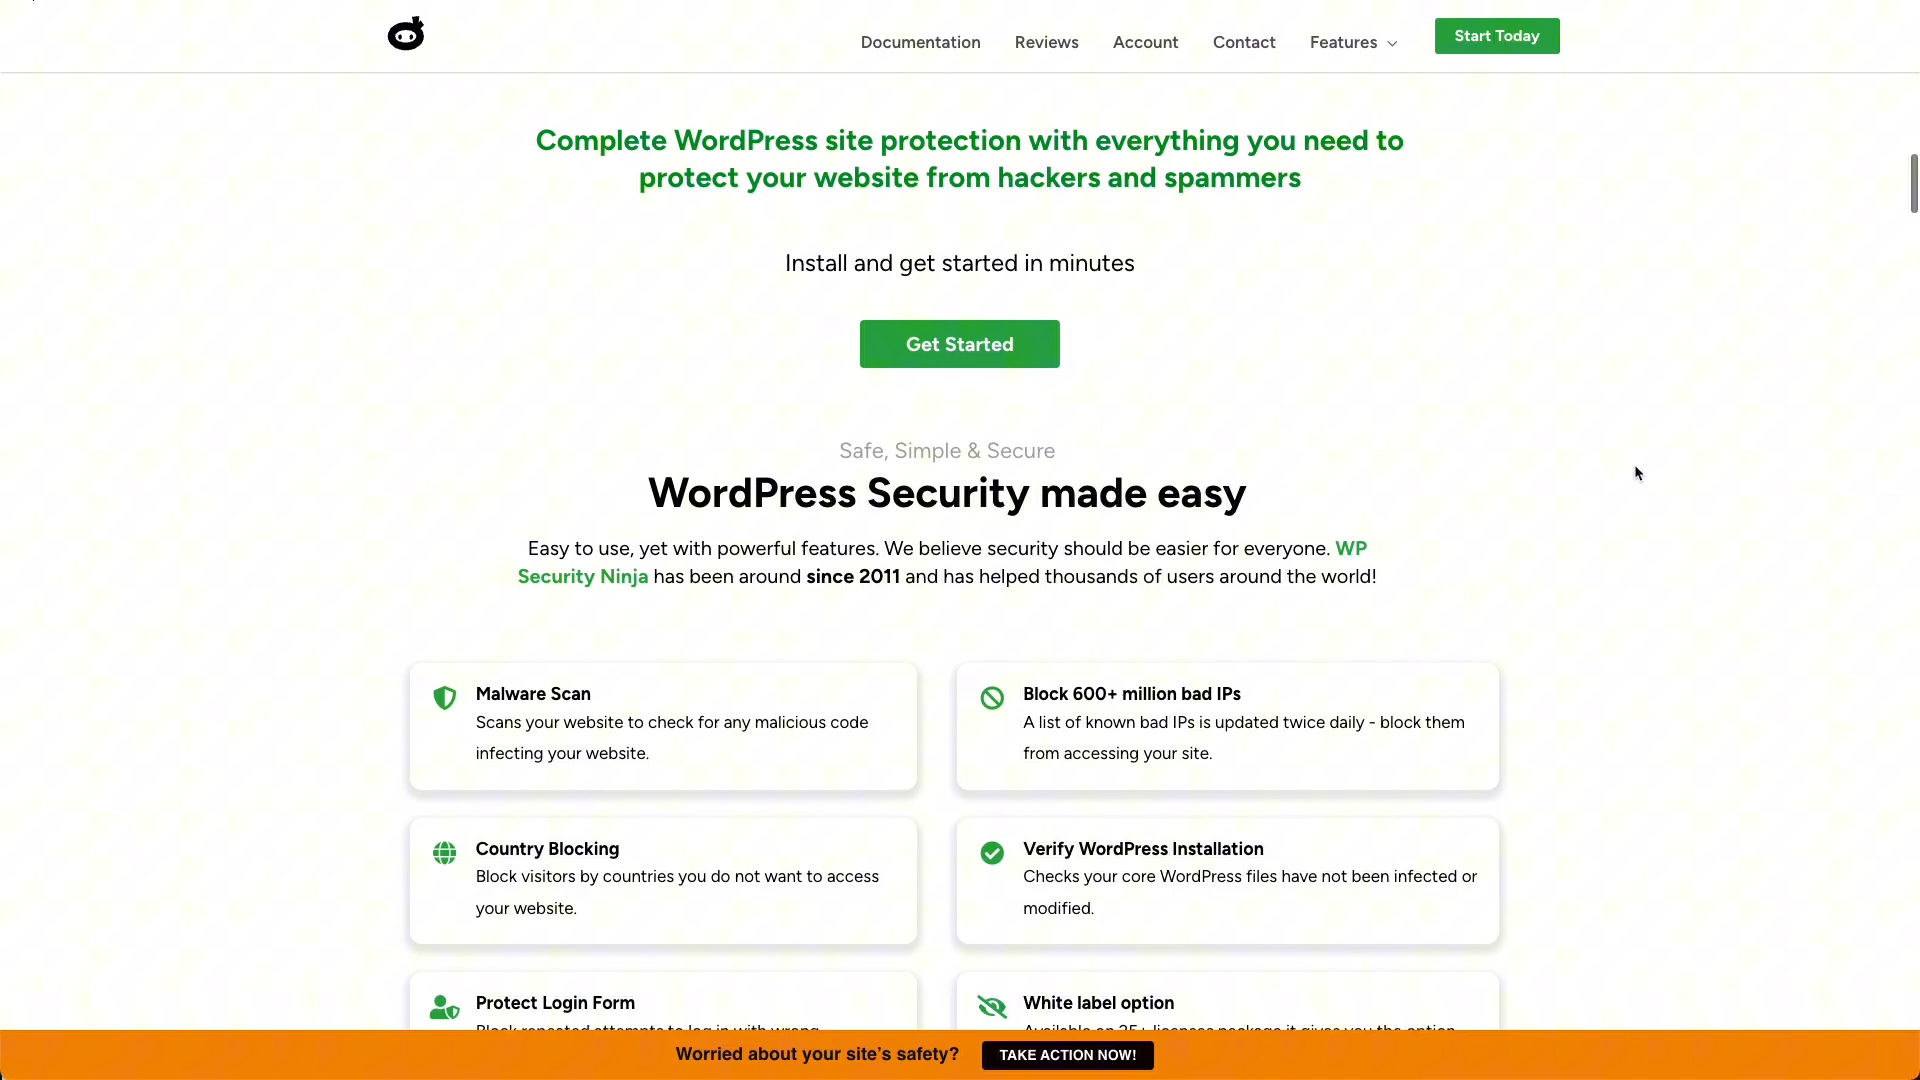 Documentation
Reviews
Account
Contact
Features
Start Today
Complete WordPress site protection with everything you need to
protect your website from hackers and spammers
Install and get started in minutes
Get Started
Safe, Simple & Secure
WordPress Security made easy
Easy to use, yet with powerful features. We believe security should be easier for everyone. WP
Security Ninja has been around since 2011 and has helped thousands of users around the world!
Malware Scan
Scans your website to check for any malicious code
infecting your website.
Block 600+ million bad IPs
A list of known bad IPs is updated twice daily - block them
from accessing your site.
Country Blocking
Block visitors by countries you do not want to access
your website.
Verify WordPress Installation
Checks your core WordPress files have not been infected or
modified.
Protect Login Form
Block repeated attempts to log in with wrong
White label option
Available on 25+ licenses package it gives you the option
Worried about your site's safety?
TAKE ACTION NOW!